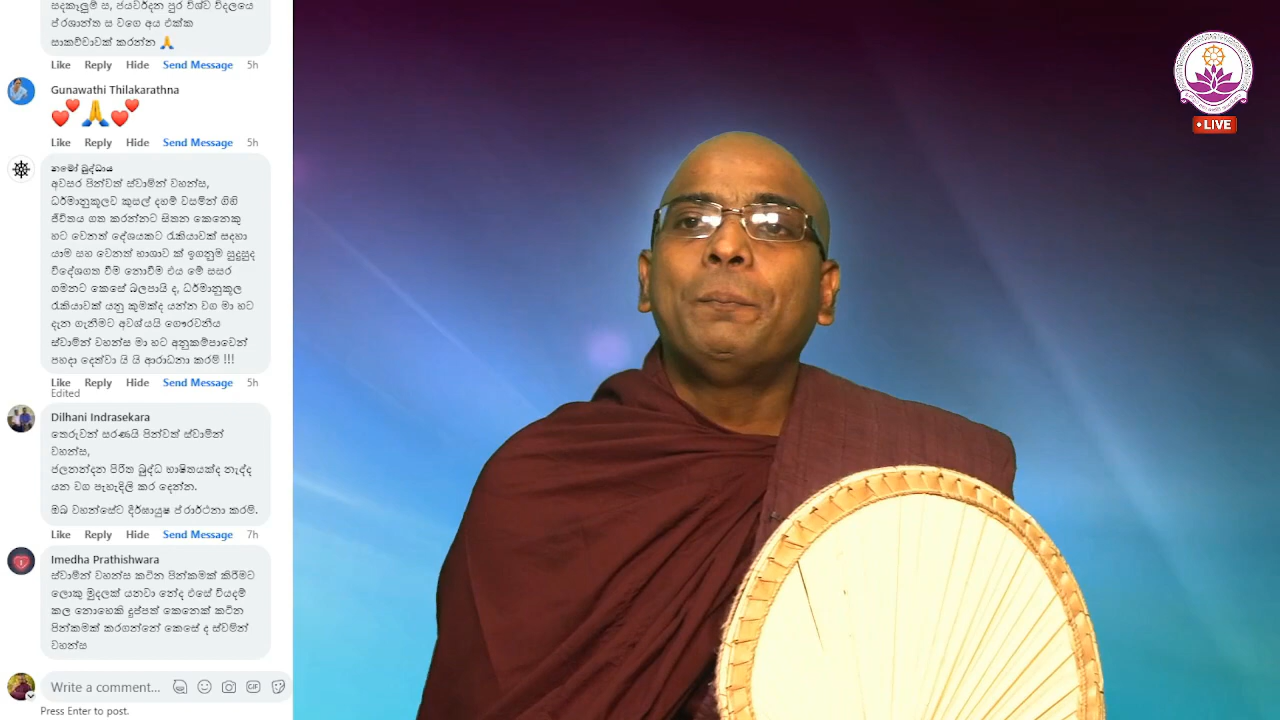 සඳකැලුම් ස, ජයවර්දන පුර විශ්ව විද්‍යලයෙ
ප්‍රශාන්ත ස වගෙ අය එක්ක
සාකච්චාවක් කරන්න 🙏
Like Reply Hide Send Message 5h
Gunawathi Thilakarathna
💕🙏💕
Like Reply Hide Send Message 5h
නමෝ බුද්ධාය
අවසර පින්වත් ස්වාමින් වහන්ස,
ධර්මානුකූලව කුසල් දහම් වසමින් ගිහි
ජීවිතය ගත කරන්නට සිතන කෙනෙකු
හට වෙනත් දේශයකට රැකියාවක් සදහා
යාම සහ වෙනත් භාශාව ක් ඉගනුම සුදුසුද
විදේශගත වීම නොවීම එය මේ සසර
ගමනට කෙසේ බලපායි ද, ධර්මානුකූල
රැකියාවක් යනු කුමක්ද යන්න වග මා හට
දැන ගැනීමට අවශ්‍යයි ගෞරවනීය
ස්වාමීන් වහන්ස මා හට අනුකම්පාවෙන්
පහදා දෙත්වා යි යි ආරාධනා කරමි !!!
Like Reply Hide Send Message 5h
Edited
Dilhani Indrasekara
තෙරුවන් සරණයි පින්වත් ස්වාමින්
වහන්ස,
ජලනන්දන පිරිත බුද්ධ භාෂිතයක්ද නැද්ද
යන වග පැහැදිලි කර දෙන්න.
ඔබ වහන්සේට දීර්ඝායුෂ ප්‍රාර්ථනා කරමි.
Like Reply Hide Send Message 7h
Imedha Prathishwara
ස්වාමීන් වහන්ස කඨින පින්කමක් කිරීමට
ලොකු මුදලක් යනවා නේද එසේ වියදම්
කල නොහෙකි දුප්පත් කෙනෙක් කඨින
පින්කමක් කරගන්නේ කෙසේ ද ස්වමින්
වහන්ස
Write a comment...
Press Enter to post.
• LIVE